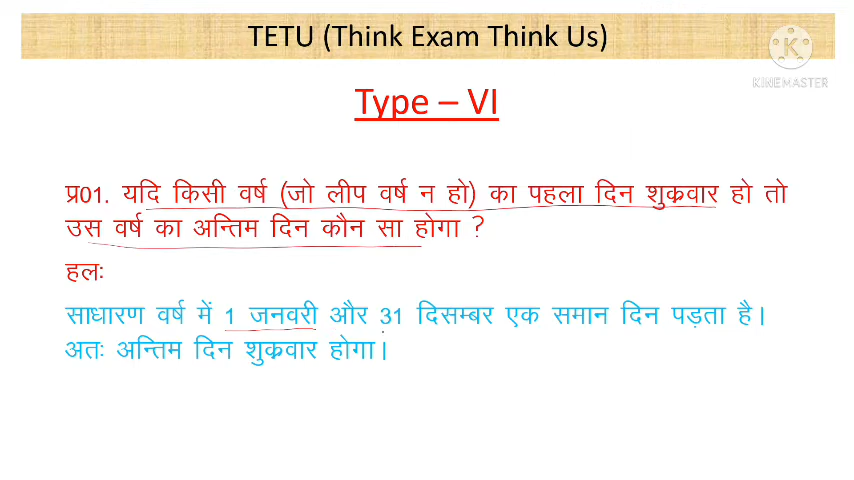 TETU (Think Exam Think Us)
K
KINEMASTER
Type – VI
प्र01. यदि किसी वर्ष (जो लीप वर्ष न हो) का पहला दिन शुक्रवार हो तो
उस वर्ष का अन्तिम दिन कौन सा होगा ?
हलः
साधारण वर्ष में 1 जनवरी और 31 दिसम्बर एक समान दिन पड़ता है।
अतः अन्तिम दिन शुक्रवार होगा।